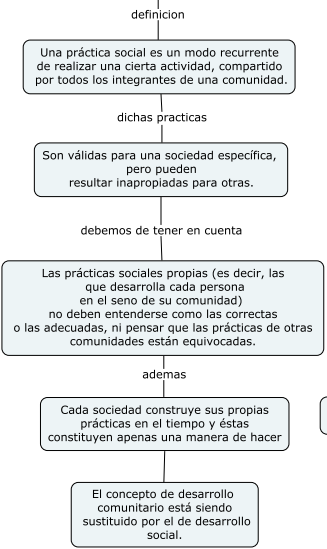 definicion
Una práctica social es un modo recurrente
de realizar una cierta actividad, compartido
por todos los integrantes de una comunidad.
dichas practicas
Son válidas para una sociedad específica,
pero pueden
resultar inapropiadas para otras.
debemos de tener en cuenta
Las prácticas sociales propias (es decir, las
que desarrolla cada persona
en el seno de su comunidad)
no deben entenderse como las correctas
o las adecuadas, ni pensar que las prácticas de otras
comunidades están equivocadas.
ademas
Cada sociedad construye sus propias
prácticas en el tiempo y éstas
constituyen apenas una manera de hacer
El concepto de desarrollo
comunitario está siendo
sustituido por el de desarrollo
social.